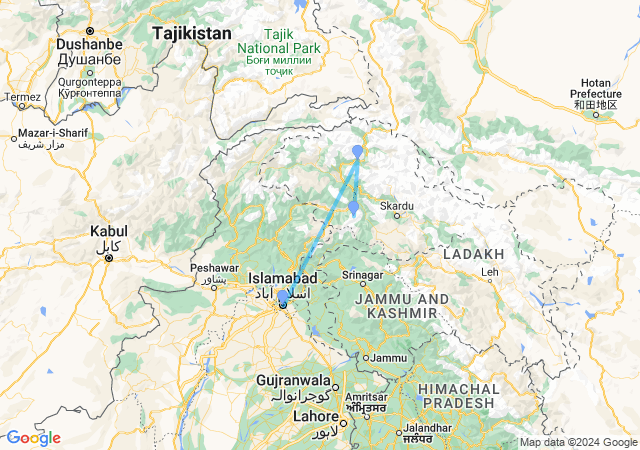 Dushanbe
Душанбе
Tajikistan
Tajik
National Park
Боғи миллии
тоҷик
Qurgonteppa
Қӯрғонтеппа
Termez
Hotan
Prefecture
和田地区
Mazar-i-Sharif
مزار شریف
Kabul
کابل
Skardu
LADAKH
Leh
Peshawar
پشاور
Islamabad
اسلام آباد
Srinagar
JAMMU AND
KASHMIR
Jammu
Gujranwala
گوجرانوالہ
HIMACHAL
PRADESH
Amritsar
ਅੰਮ੍ਰਿਤਸਰ
Lahore
لاہور
Jalandhar
ਜਲੰਧਰ
Google
Map data ©2024 Google